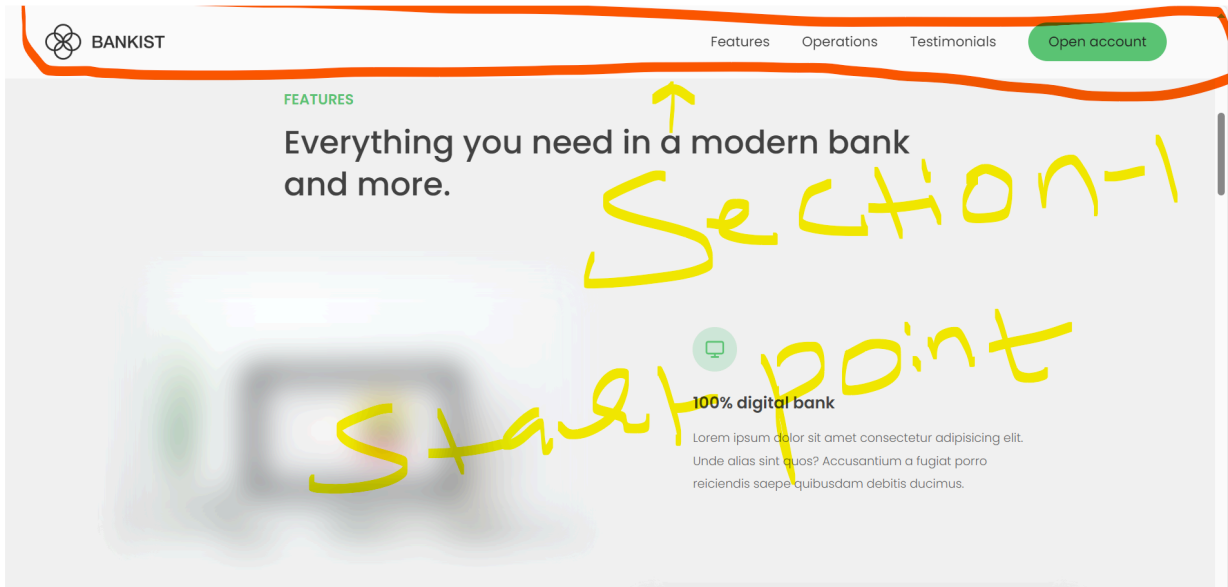 BANKIST
Features Operations Testimonials Open account
FEATURES
Everything you need in a modern bank
and more.
Section-1
start point
100% digital bank
Lorem ipsum dolor sit amet consectetur adipisicing elit.
Unde alias sint quos? Accusantium a fugiat porro
reiciendis saepe quibusdam debitis ducimus.